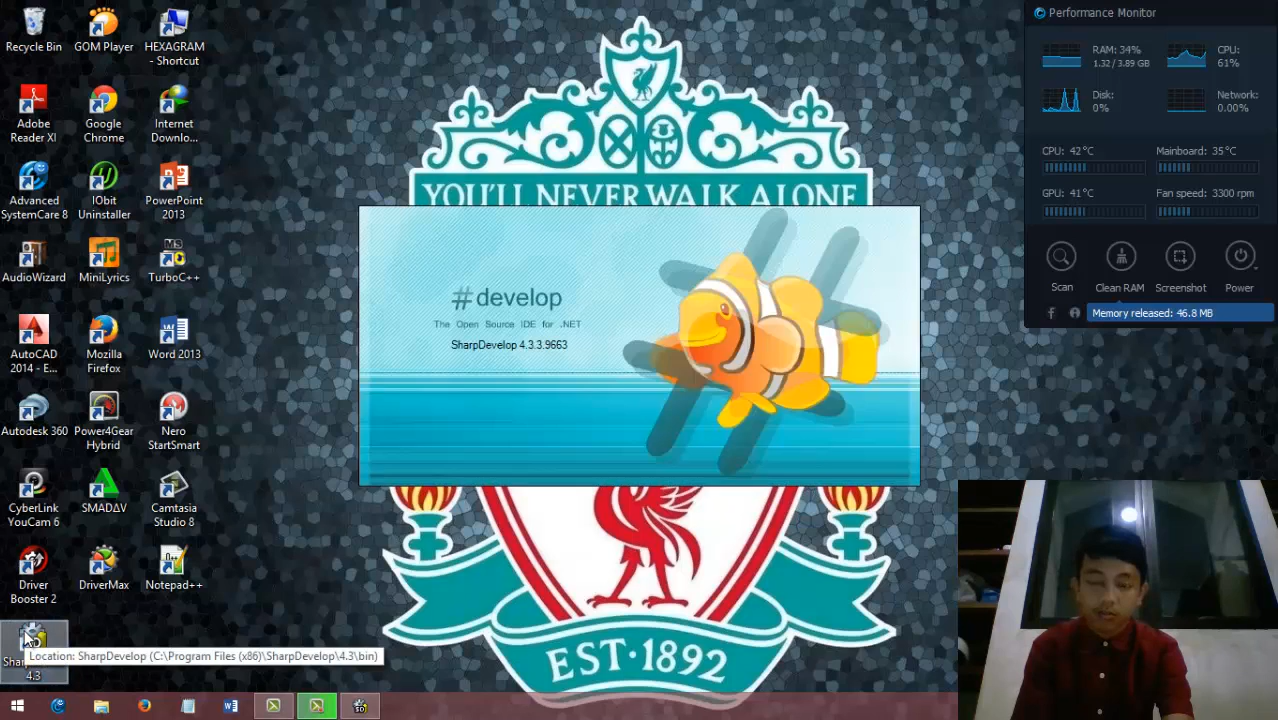 Recycle Bin
GOM Player
HEXAGRAM
- Shortcut
Adobe
Reader XI
Google
Chrome
Internet
Downlo...
Advanced
SystemCare 8
IObit
Uninstaller
PowerPoint
2013
AudioWizard
MiniLyrics
MS
TurboC++
AutoCAD
2014 - E...
Mozilla
Firefox
Word 2013
Autodesk 360
Power4Gear
Hybrid
Nero
StartSmart
CyberLink
YouCam 6
SMADΔV
Camtasia
Studio 8
Driver
Booster 2
DriverMax
Notepad++
4.3
Location: SharpDevelop (C:\Program Files (x86)\SharpDevelop\4.3\bin)
YOU'LL NEVER WALK ALONE
#develop
The Open Source IDE for .NET
SharpDevelop 4.3.3.9663
EST·1892
Performance Monitor
RAM: 34%
1.32 / 3.89 GB
CPU:
61%
Disk:
0%
Network:
0.00%
CPU: 42°C
Mainboard: 35°C
GPU: 41°C
Fan speed: 3300 rpm
Scan
Clean RAM
Screenshot
Power
Memory released: 46.8 MB